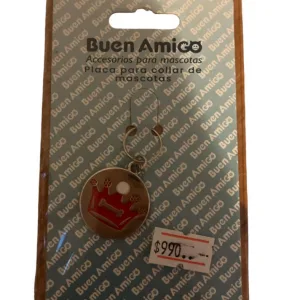 Buen Amigo
Accesorios para mascotas
Placa para collar de
mascotas
$990.-